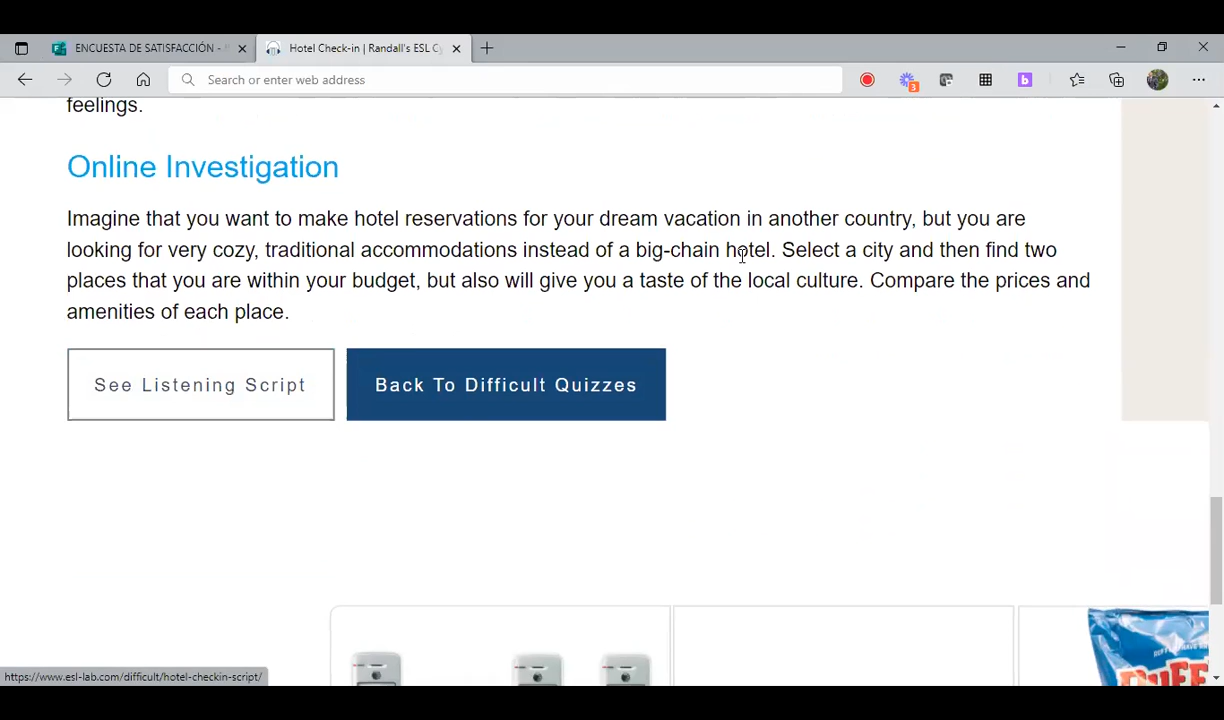 ENCUESTA DE SATISFACCIÓN -
Hotel Check-in | Randall's ESL Cy
Search or enter web address
3
b
feelings.
Online Investigation
Imagine that you want to make hotel reservations for your dream vacation in another country, but you are
looking for very cozy, traditional accommodations instead of a big-chain hotel. Select a city and then find two
places that you are within your budget, but also will give you a taste of the local culture. Compare the prices and
amenities of each place.
See Listening Script
Back To Difficult Quizzes
https://www.esl-lab.com/difficult/hotel-checkin-script/